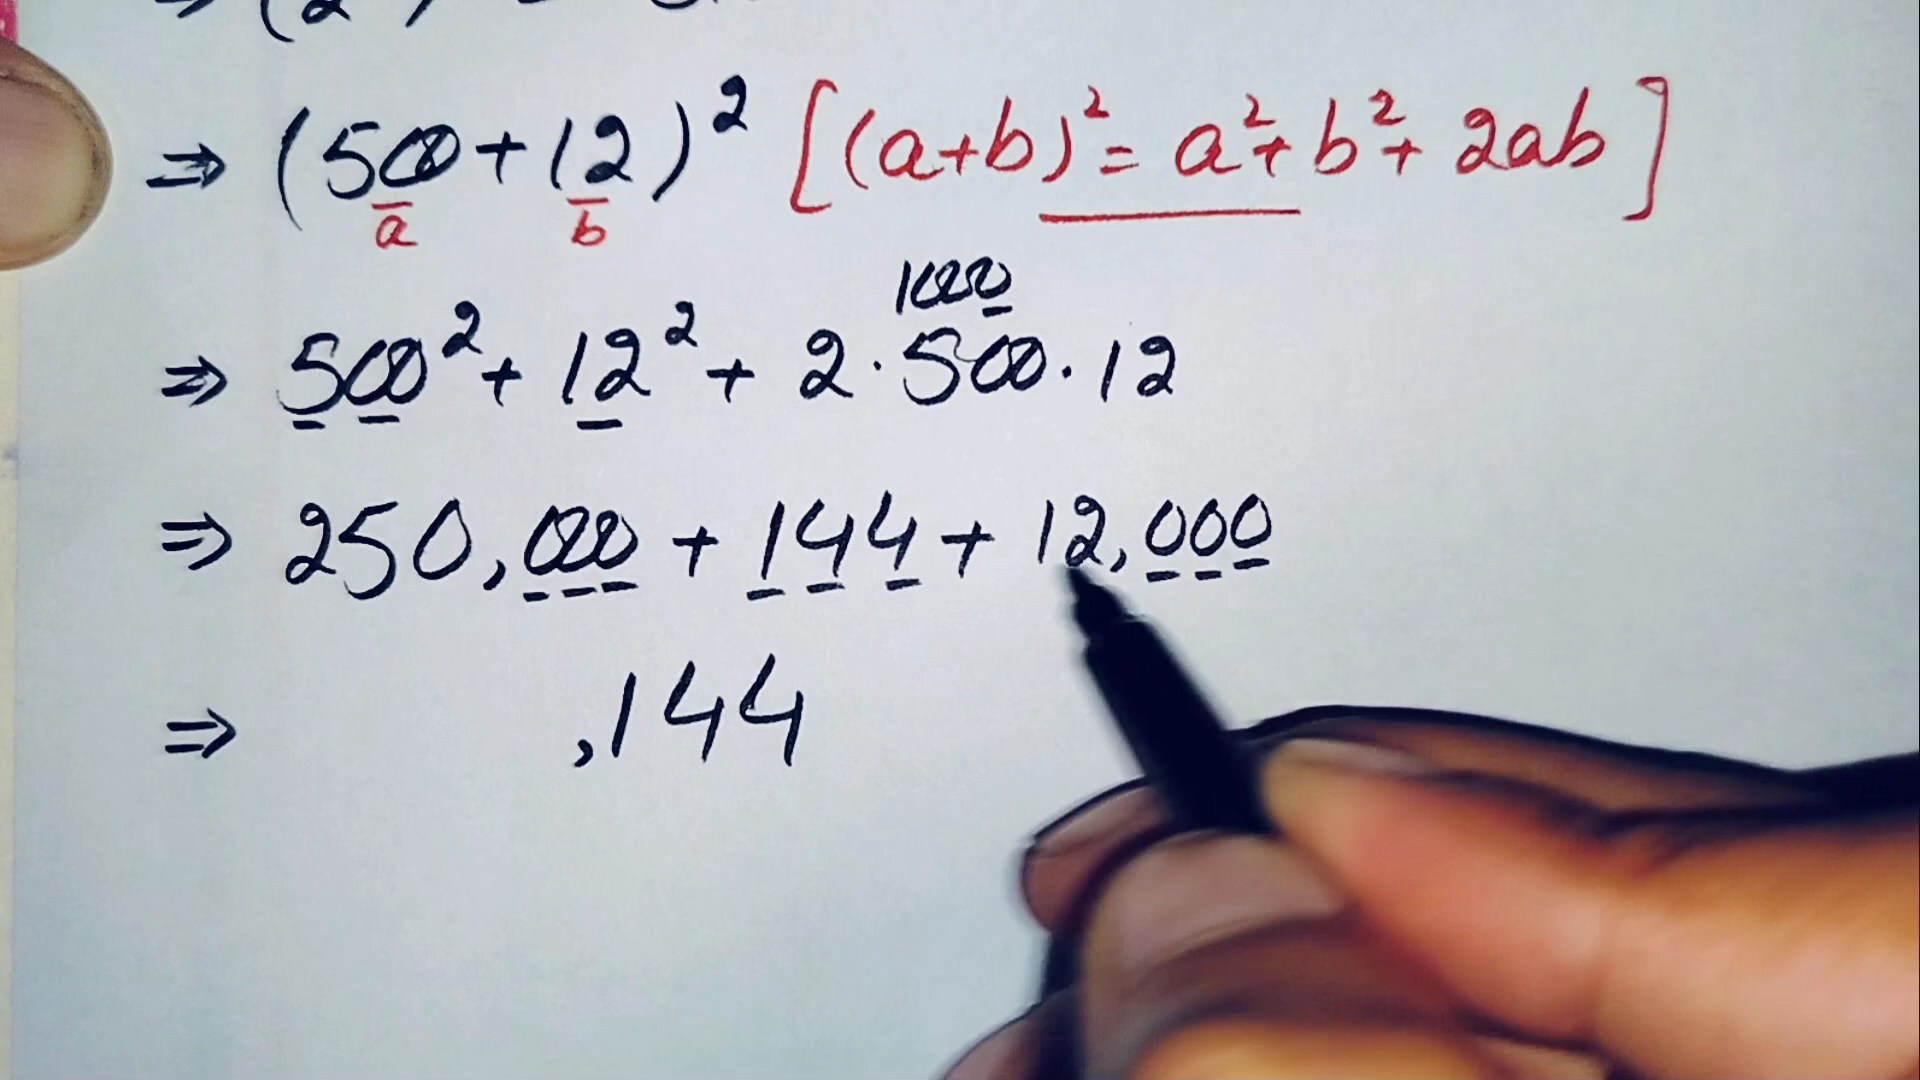 ⇒ (500 + 12)² [(a+b)² = a² + b² + 2ab]
a b
1000
⇒ 500² + 12² + 2 · 500 · 12
⇒ 250,000 + 144 + 12,000
⇒ ,144